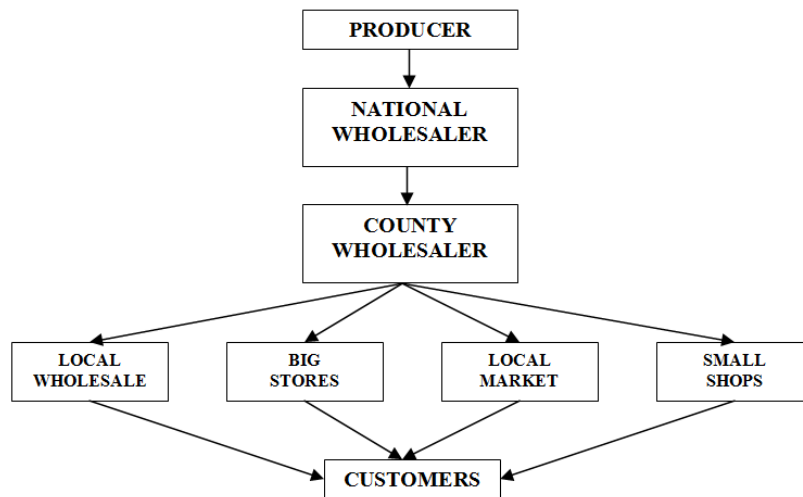 PRODUCER
NATIONAL
WHOLESALER
COUNTY
WHOLESALER
LOCAL
WHOLESALE
BIG
STORES
LOCAL
MARKET
SMALL
SHOPS
CUSTOMERS